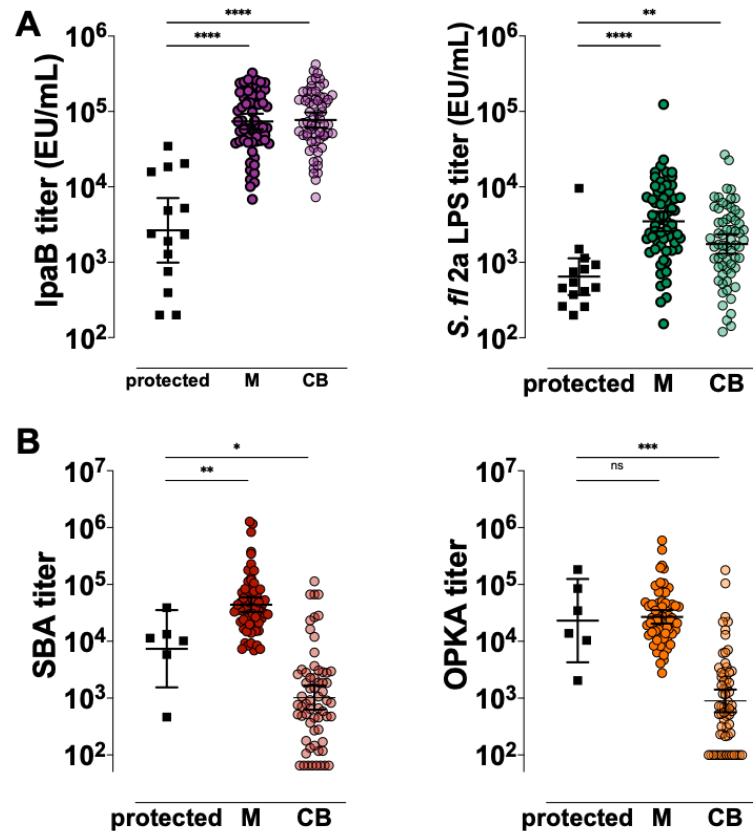 A
IpaB titer (EU/mL)
10⁶
10⁵
10⁴
10³
10²
****
****
protected M CB
S. fl 2a LPS titer (EU/mL)
10⁶
10⁵
10⁴
10³
10²
**
****
protected M CB
B
SBA titer
10⁷
10⁶
10⁵
10⁴
10³
10²
*
**
protected M CB
OPKA titer
10⁷
10⁶
10⁵
10⁴
10³
10²
***
ns
protected M CB